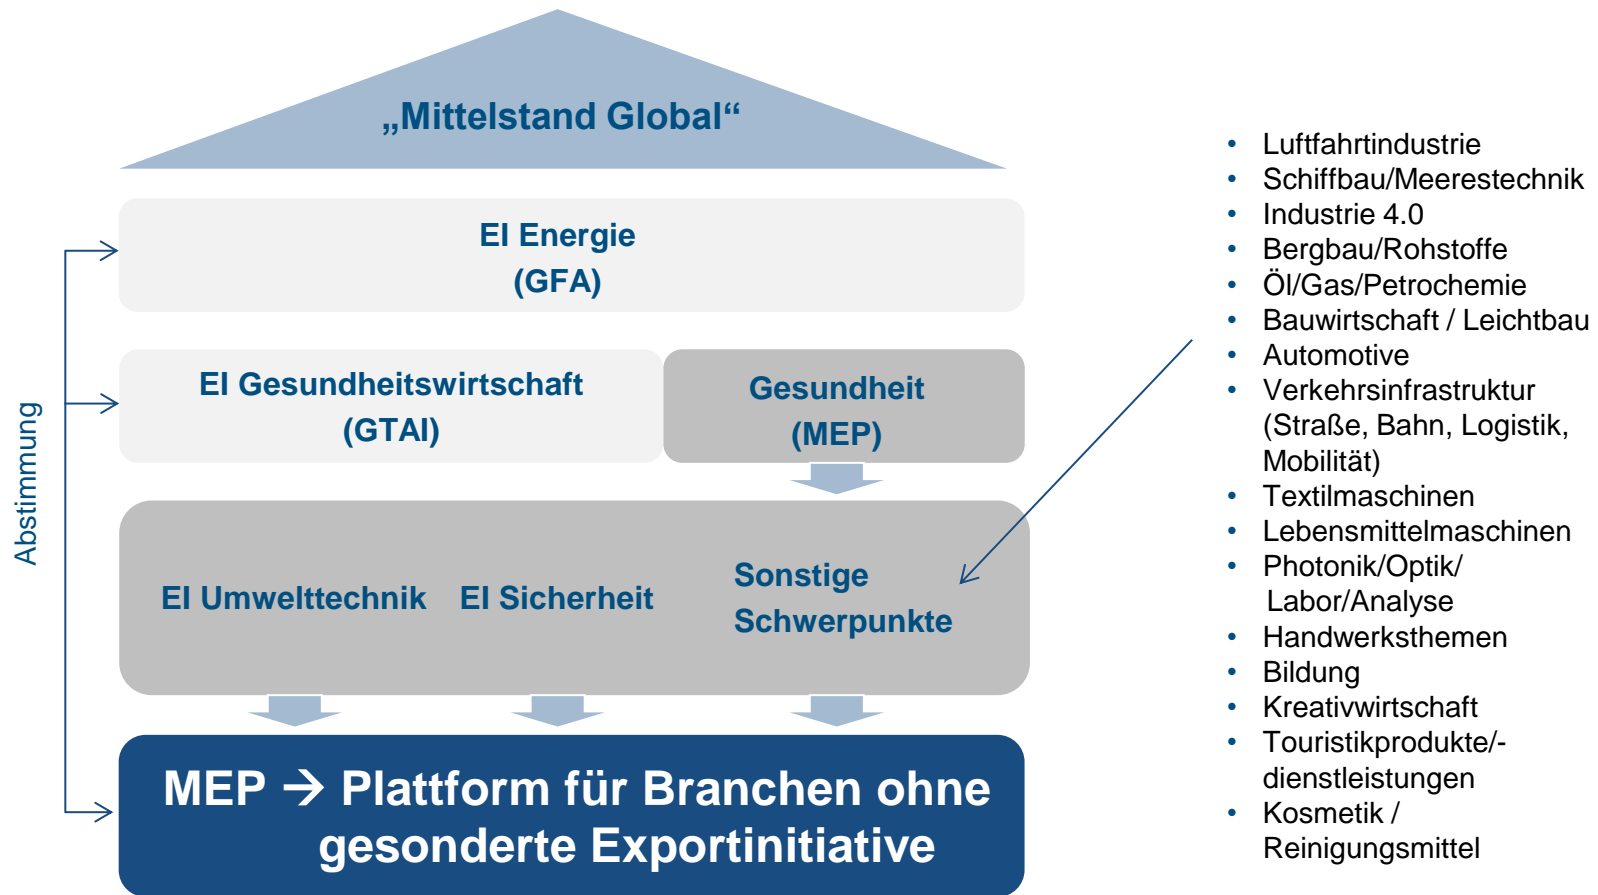 „Mittelstand Global“
EI Energie
(GFA)
EI Gesundheitswirtschaft
(GTAI)
Gesundheit
(MEP)
Abstimmung
EI Umwelttechnik
EI Sicherheit
Sonstige
Schwerpunkte
MEP → Plattform für Branchen ohne
gesonderte Exportinitiative
• Luftfahrtindustrie
• Schiffbau/Meerestechnik
• Industrie 4.0
• Bergbau/Rohstoffe
• Öl/Gas/Petrochemie
• Bauwirtschaft / Leichtbau
• Automotive
• Verkehrsinfrastruktur
(Straße, Bahn, Logistik,
Mobilität)
• Textilmaschinen
• Lebensmittelmaschinen
• Photonik/Optik/
Labor/Analyse
• Handwerksthemen
• Bildung
• Kreativwirtschaft
• Touristikprodukte/-
dienstleistungen
• Kosmetik /
Reinigungsmittel